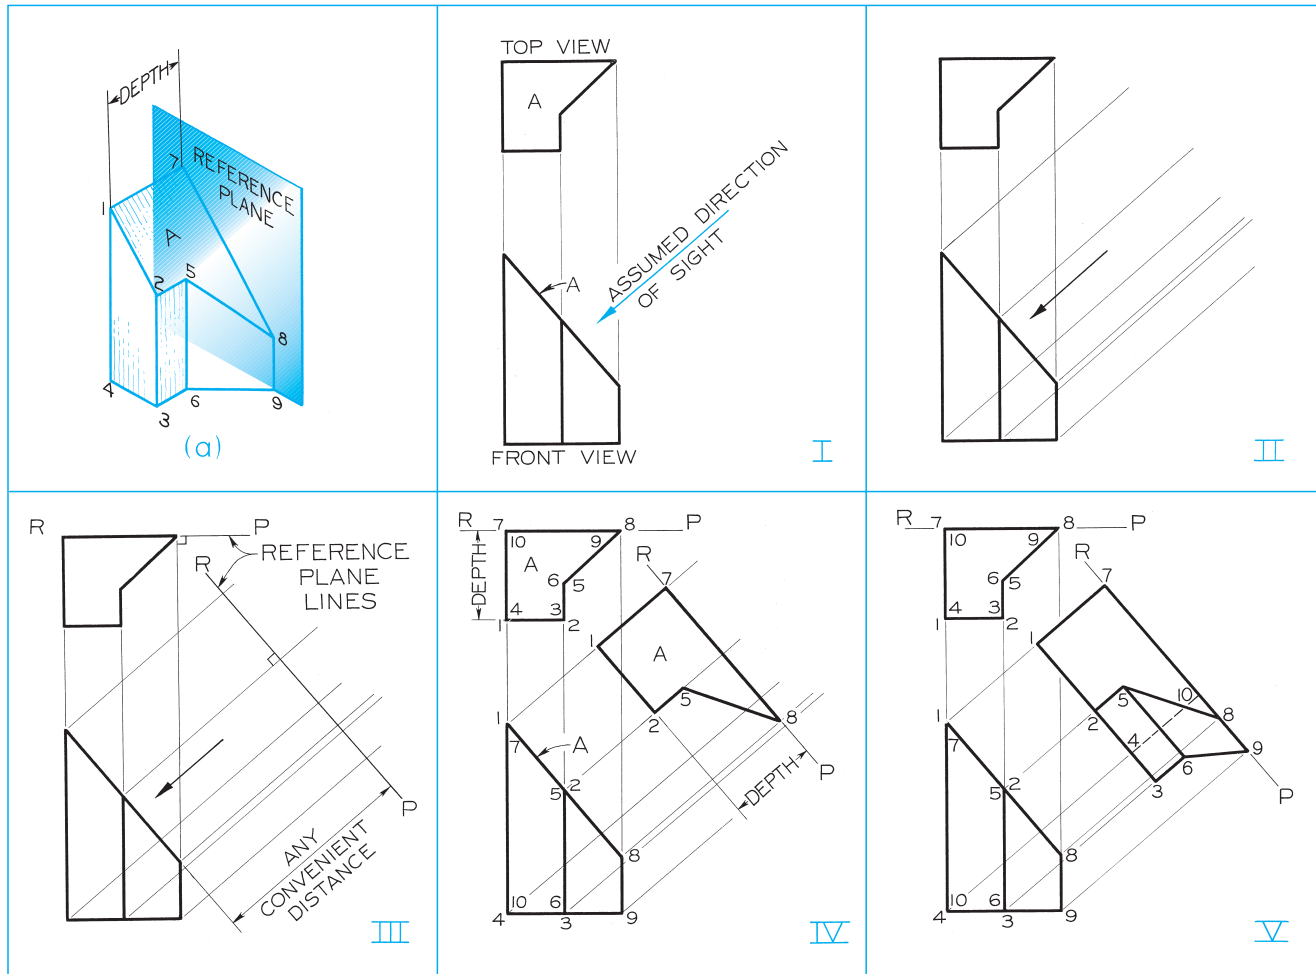 DEPTH
REFERENCE
PLANE
7
1
A
2
5
8
4
3
6
9
(a)
TOP VIEW
A
ASSUMED DIRECTION
OF SIGHT
A
FRONT VIEW
I
II
R
P
REFERENCE
PLANE
LINES
R
P
ANY
CONVENIENT
DISTANCE
III
R
7
8
P
10
9
A
DEPTH
6
5
4
3
1
2
R
7
1
A
5
2
8
P
DEPTH
1
7
A
2
5
8
10
6
4
3
9
IV
R
7
8
P
10
9
6
5
4
3
1
2
R
7
1
5
10
2
8
4
6
9
3
P
1
7
2
5
8
10
6
4
3
9
V